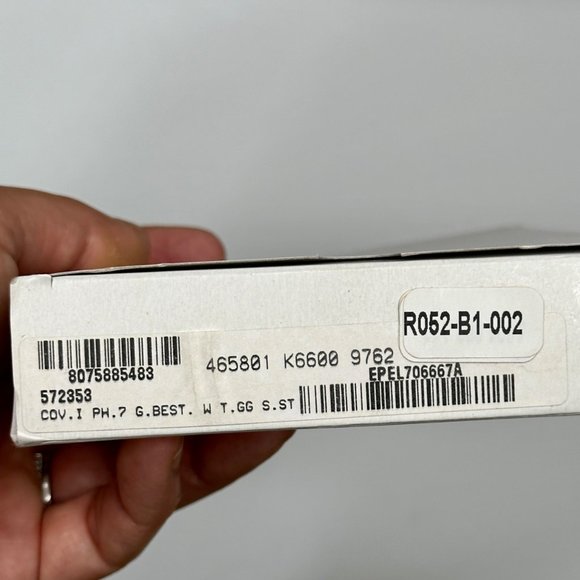 R052-B1-002
465801 K6600 9762
8075885483
EPEL706667A
572353
COV.I PH.7 G.BEST. W T.GG S.ST